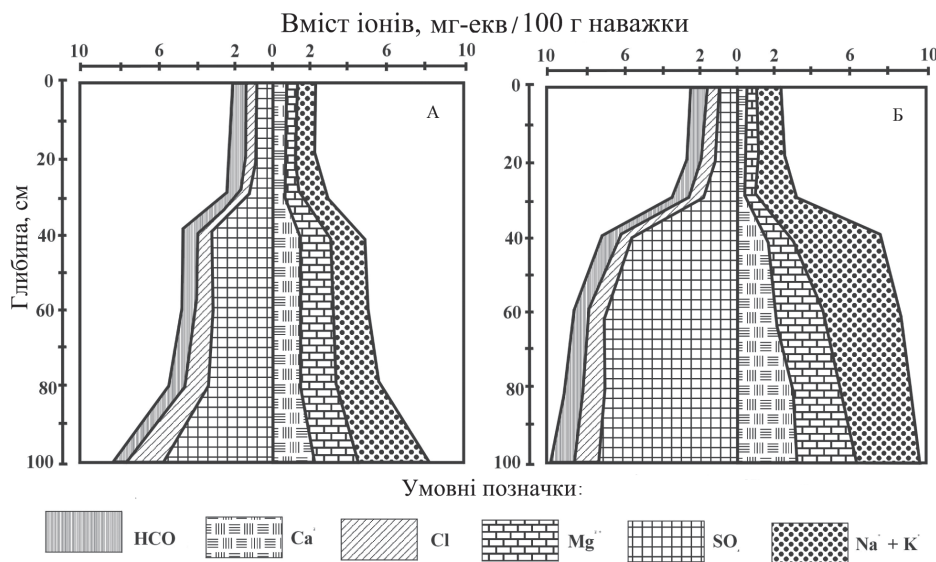 Вміст іонів, мг-екв/100 г наважки
10 6 2 0 2 6 10
10 6 2 0 2 6 10
Глибина, см
0
20
40
60
80
100
А
0
20
40
60
80
100
Б
Умовні позначки:
HCO Ca Cl Mg SO₄ Na + K